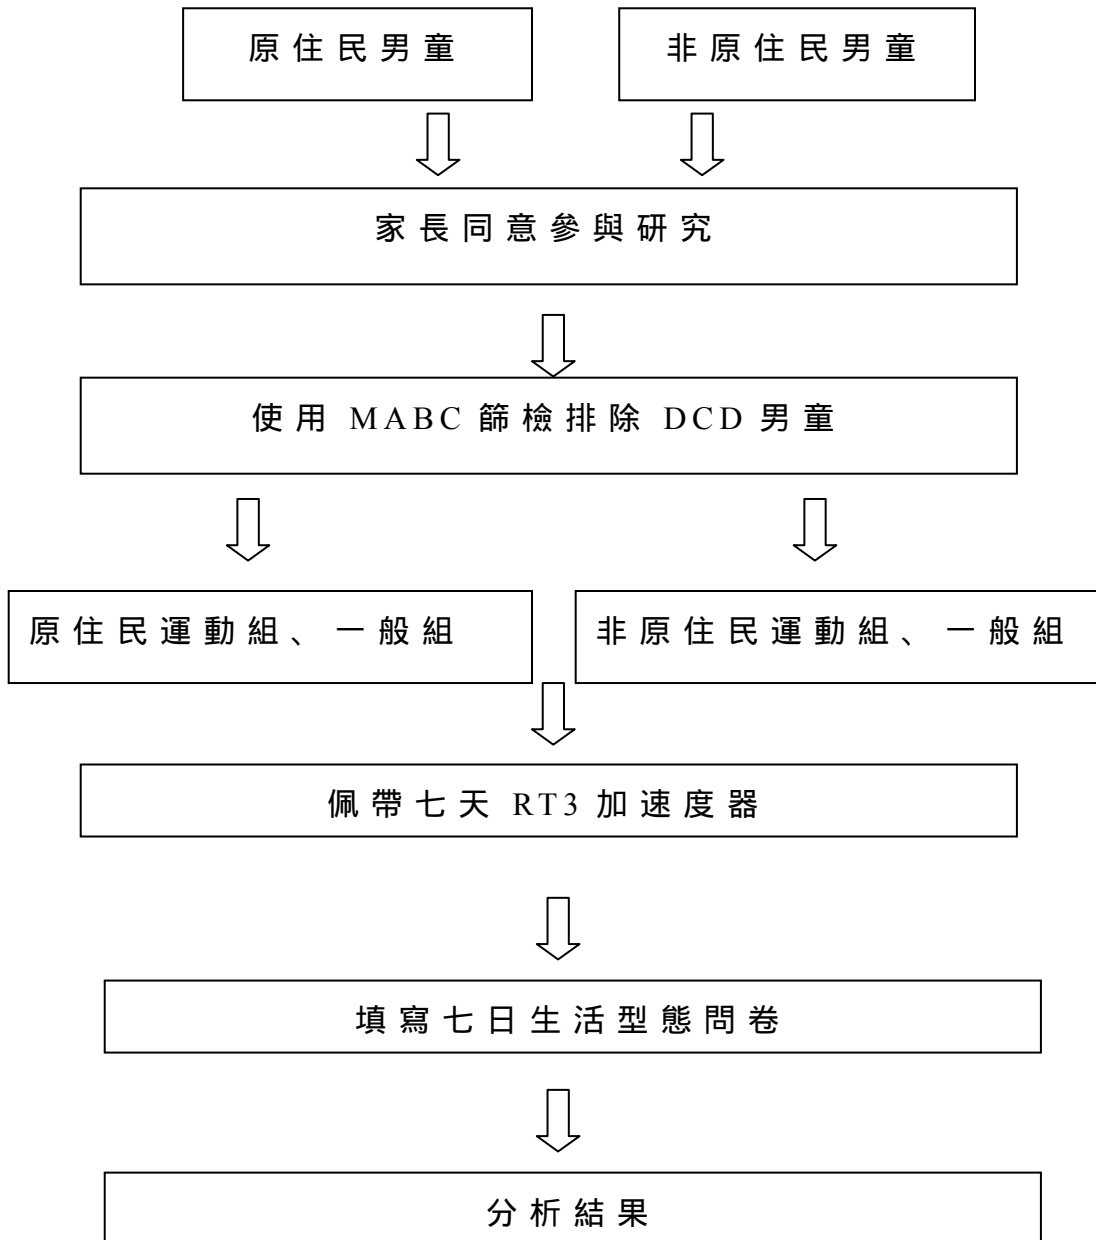 原住民男童
非原住民男童
家長同意參與研究
使用 MABC 篩檢排除 DCD 男童
原住民運動組、一般組
非原住民運動組、一般組
佩帶七天 RT3 加速度器
填寫七日生活型態問卷
分析結果